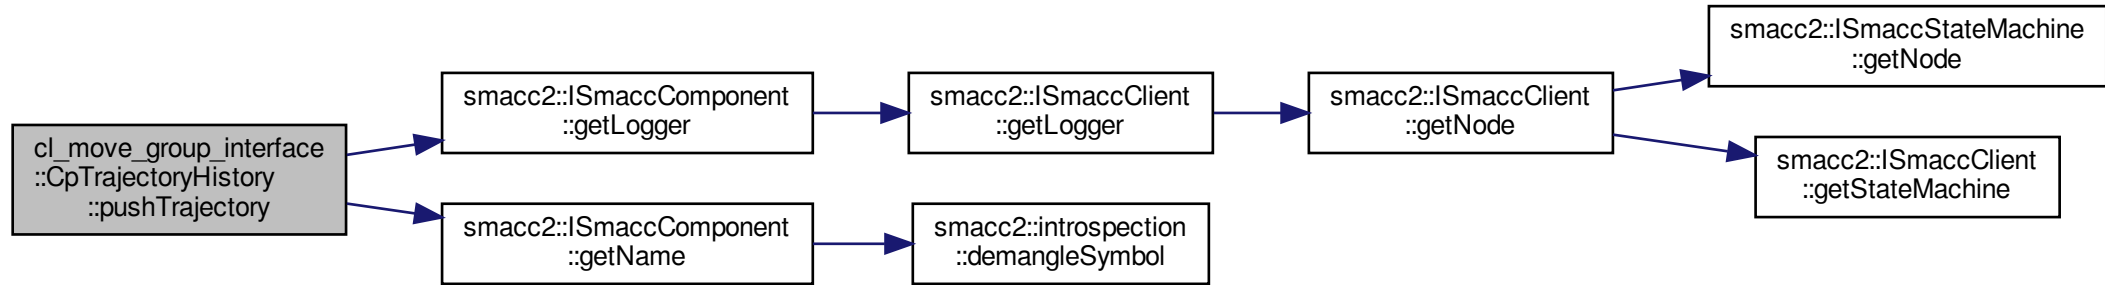 cl_move_group_interface
::CpTrajectoryHistory
::pushTrajectory
smacc2::ISmaccComponent
::getLogger
smacc2::ISmaccClient
::getLogger
smacc2::ISmaccClient
::getNode
smacc2::ISmaccStateMachine
::getNode
smacc2::ISmaccClient
::getStateMachine
smacc2::ISmaccComponent
::getName
smacc2::introspection
::demangleSymbol